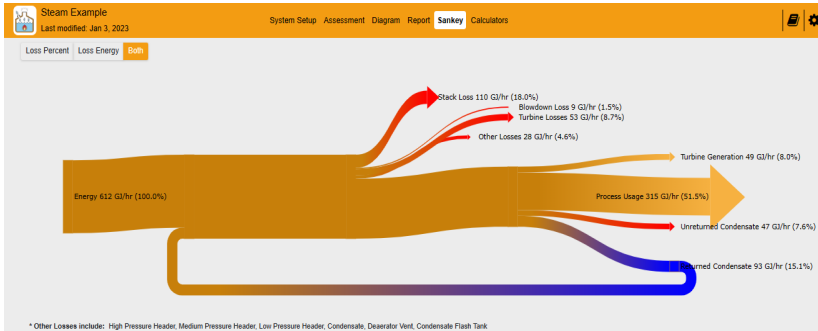 Steam Example
Last modified: Jan 3, 2023
System Setup Assessment Diagram Report Sankey Calculators
Loss Percent Loss Energy Both
Stack Loss 110 GJ/hr (18.0%)
Blowdown Loss 9 GJ/hr (1.5%)
Turbine Losses 53 GJ/hr (8.7%)
Other Losses 28 GJ/hr (4.6%)
Turbine Generation 49 GJ/hr (8.0%)
Energy 612 GJ/hr (100.0%)
Process Usage 315 GJ/hr (51.5%)
Unreturned Condensate 47 GJ/hr (7.6%)
Returned Condensate 93 GJ/hr (15.1%)
* Other Losses include: High Pressure Header, Medium Pressure Header, Low Pressure Header, Condensate, Deaerator Vent, Condensate Flash Tank